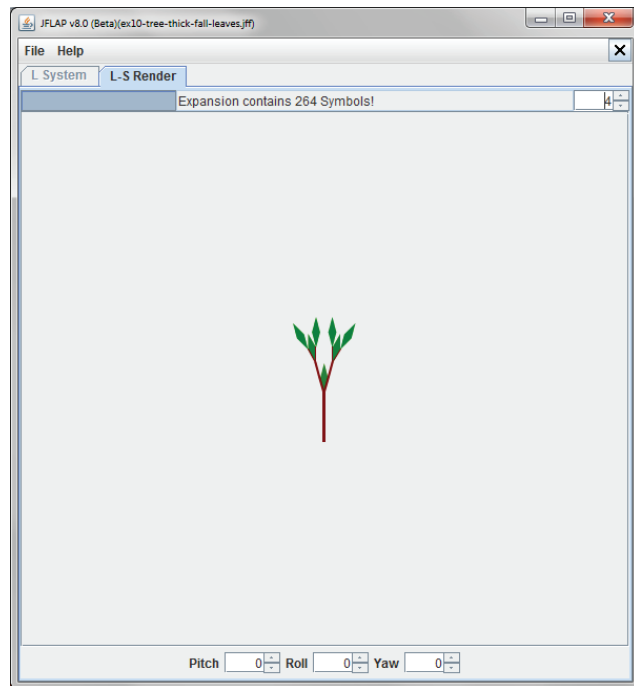 JFLAP v8.0 (Beta)(ex10-tree-thick-fall-leaves.jff)
File Help
L System L-S Render
Expansion contains 264 Symbols! 4
Pitch 0 Roll 0 Yaw 0